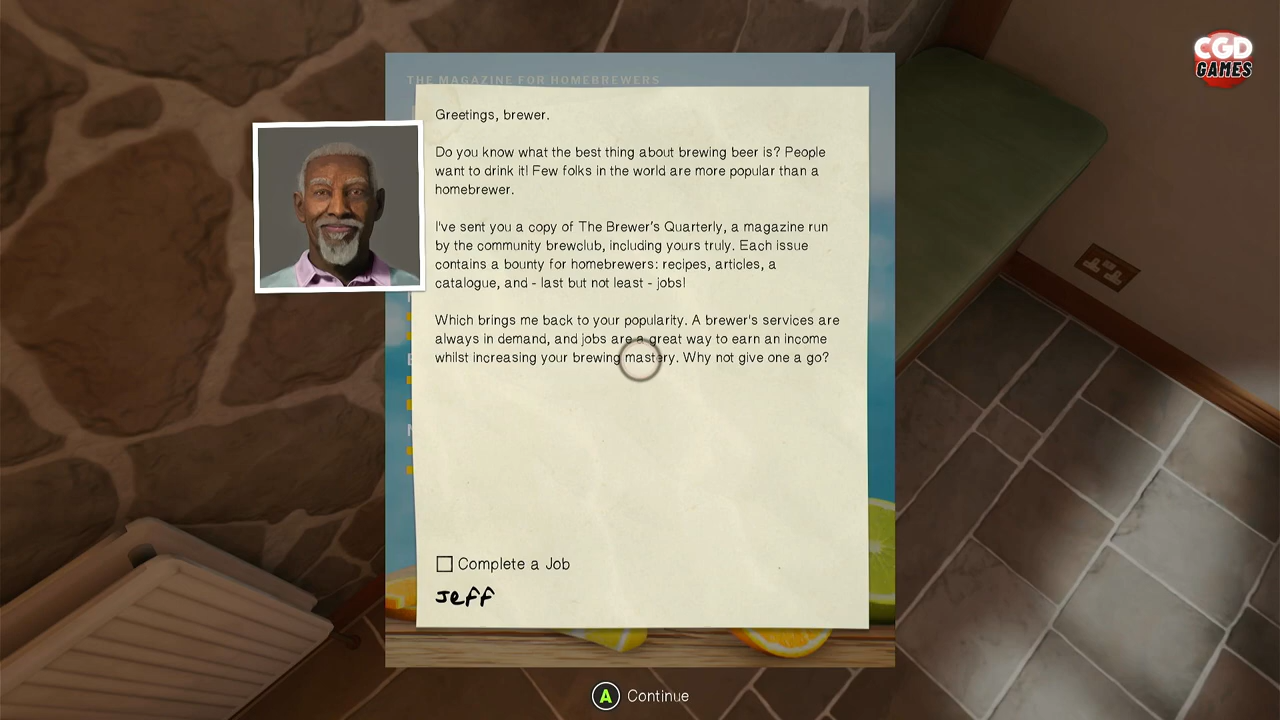 CGD
GAMES
THE MAGAZINE FOR HOMEBREWERS
Greetings, brewer.
Do you know what the best thing about brewing beer is? People
want to drink it! Few folks in the world are more popular than a
homebrewer.
I've sent you a copy of The Brewer's Quarterly, a magazine run
by the community brewclub, including yours truly. Each issue
contains a bounty for homebrewers: recipes, articles, a
catalogue, and - last but not least - jobs!
Which brings me back to your popularity. A brewer's services are
always in demand, and jobs are a great way to earn an income
whilst increasing your brewing mastery. Why not give one a go?
Complete a Job
Jeff
A Continue